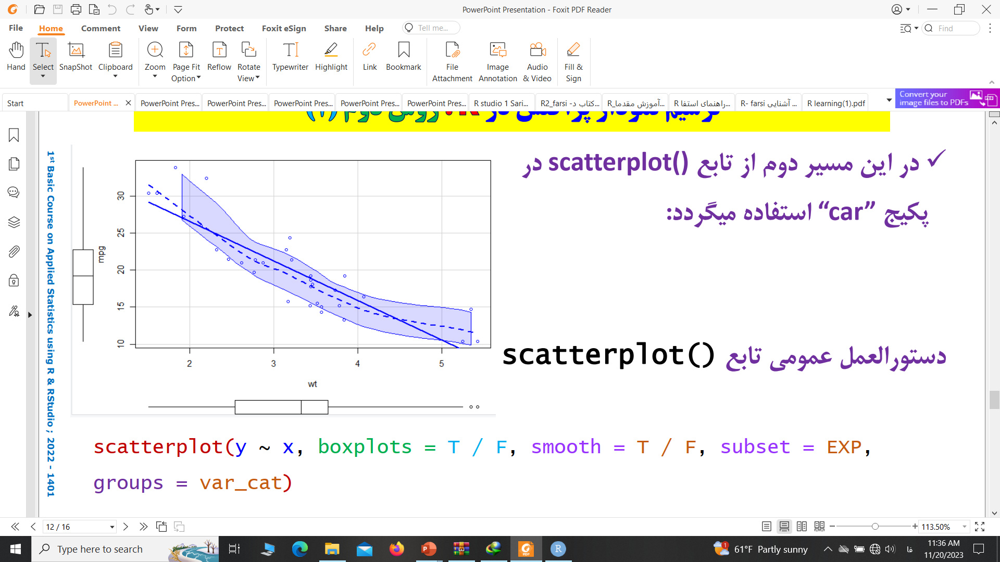 PowerPoint Presentation - Foxit PDF Reader
File Home Comment View Form Protect Foxit eSign Share Help Tell me... Find
Hand Select SnapShot Clipboard Zoom Page Fit Option Reflow Rotate View Typewriter Highlight Link Bookmark File Attachment Image Annotation Audio & Video Fill & Sign
Start PowerPoint ... PowerPoint Pres... PowerPoint Pres... PowerPoint Pres... PowerPoint Pres... PowerPoint Pres... R studio 1 Sari... R2_farsi -کتاب د... R_آموزش مقدما... R راهنمای استفا... R- farsi آشنایی ... R learning(1).pdf
Convert your
image files to PDFs
1st Basic Course on Applied Statistics using R & RStudio ; 2022 - 1401
در این مسیر دوم از تابع scatterplot() در
پکیج "car" استفاده میگردد:
mpg
30
25
20
15
10
2 3 4 5
wt
دستورالعمل عمومی تابع scatterplot()
scatterplot(y ~ x, boxplots = T / F, smooth = T / F, subset = EXP,
groups = var_cat)
12 / 16
113.50%
Type here to search
61°F Partly sunny
فا
11:36 AM
11/20/2023